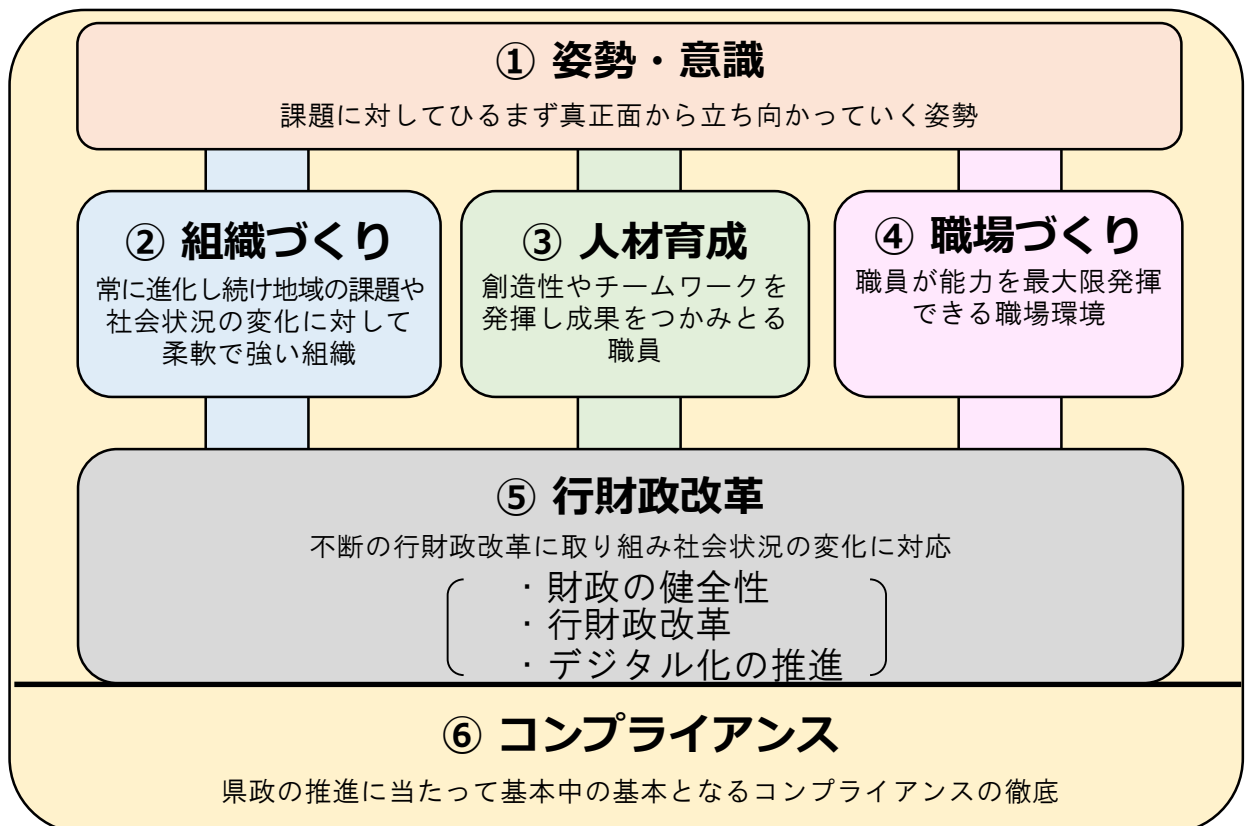 ① 姿勢・意識
課題に対してひるまず真正面から立ち向かっていく姿勢
② 組織づくり
常に進化し続け地域の課題や
社会状況の変化に対して
柔軟で強い組織
③ 人材育成
創造性やチームワークを
発揮し成果をつかみとる
職員
④ 職場づくり
職員が能力を最大限発揮
できる職場環境
⑤ 行財政改革
不断の行財政改革に取り組み社会状況の変化に対応
・財政の健全性
・行財政改革
・デジタル化の推進
⑥ コンプライアンス
県政の推進に当たって基本中の基本となるコンプライアンスの徹底